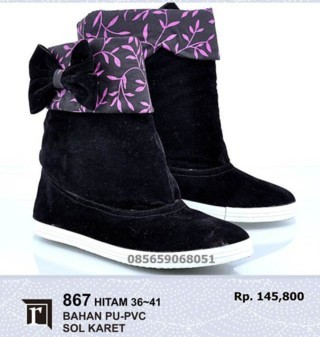 085659068051
867 HITAM 36~41
Rp. 145,800
BAHAN PU-PVC
SOL KARET